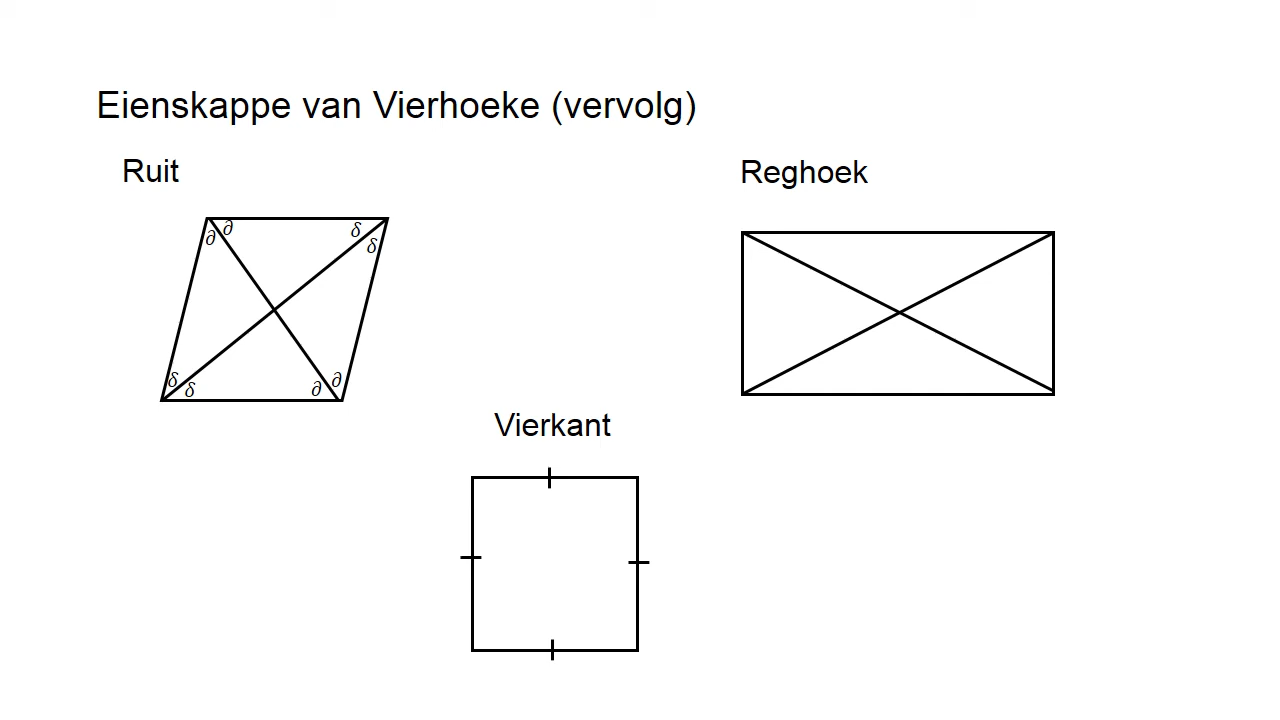 Eienskappe van Vierhoeke (vervolg)
Ruit
Reghoek
∂ ∂ δ δ
δ δ ∂ ∂
Vierkant